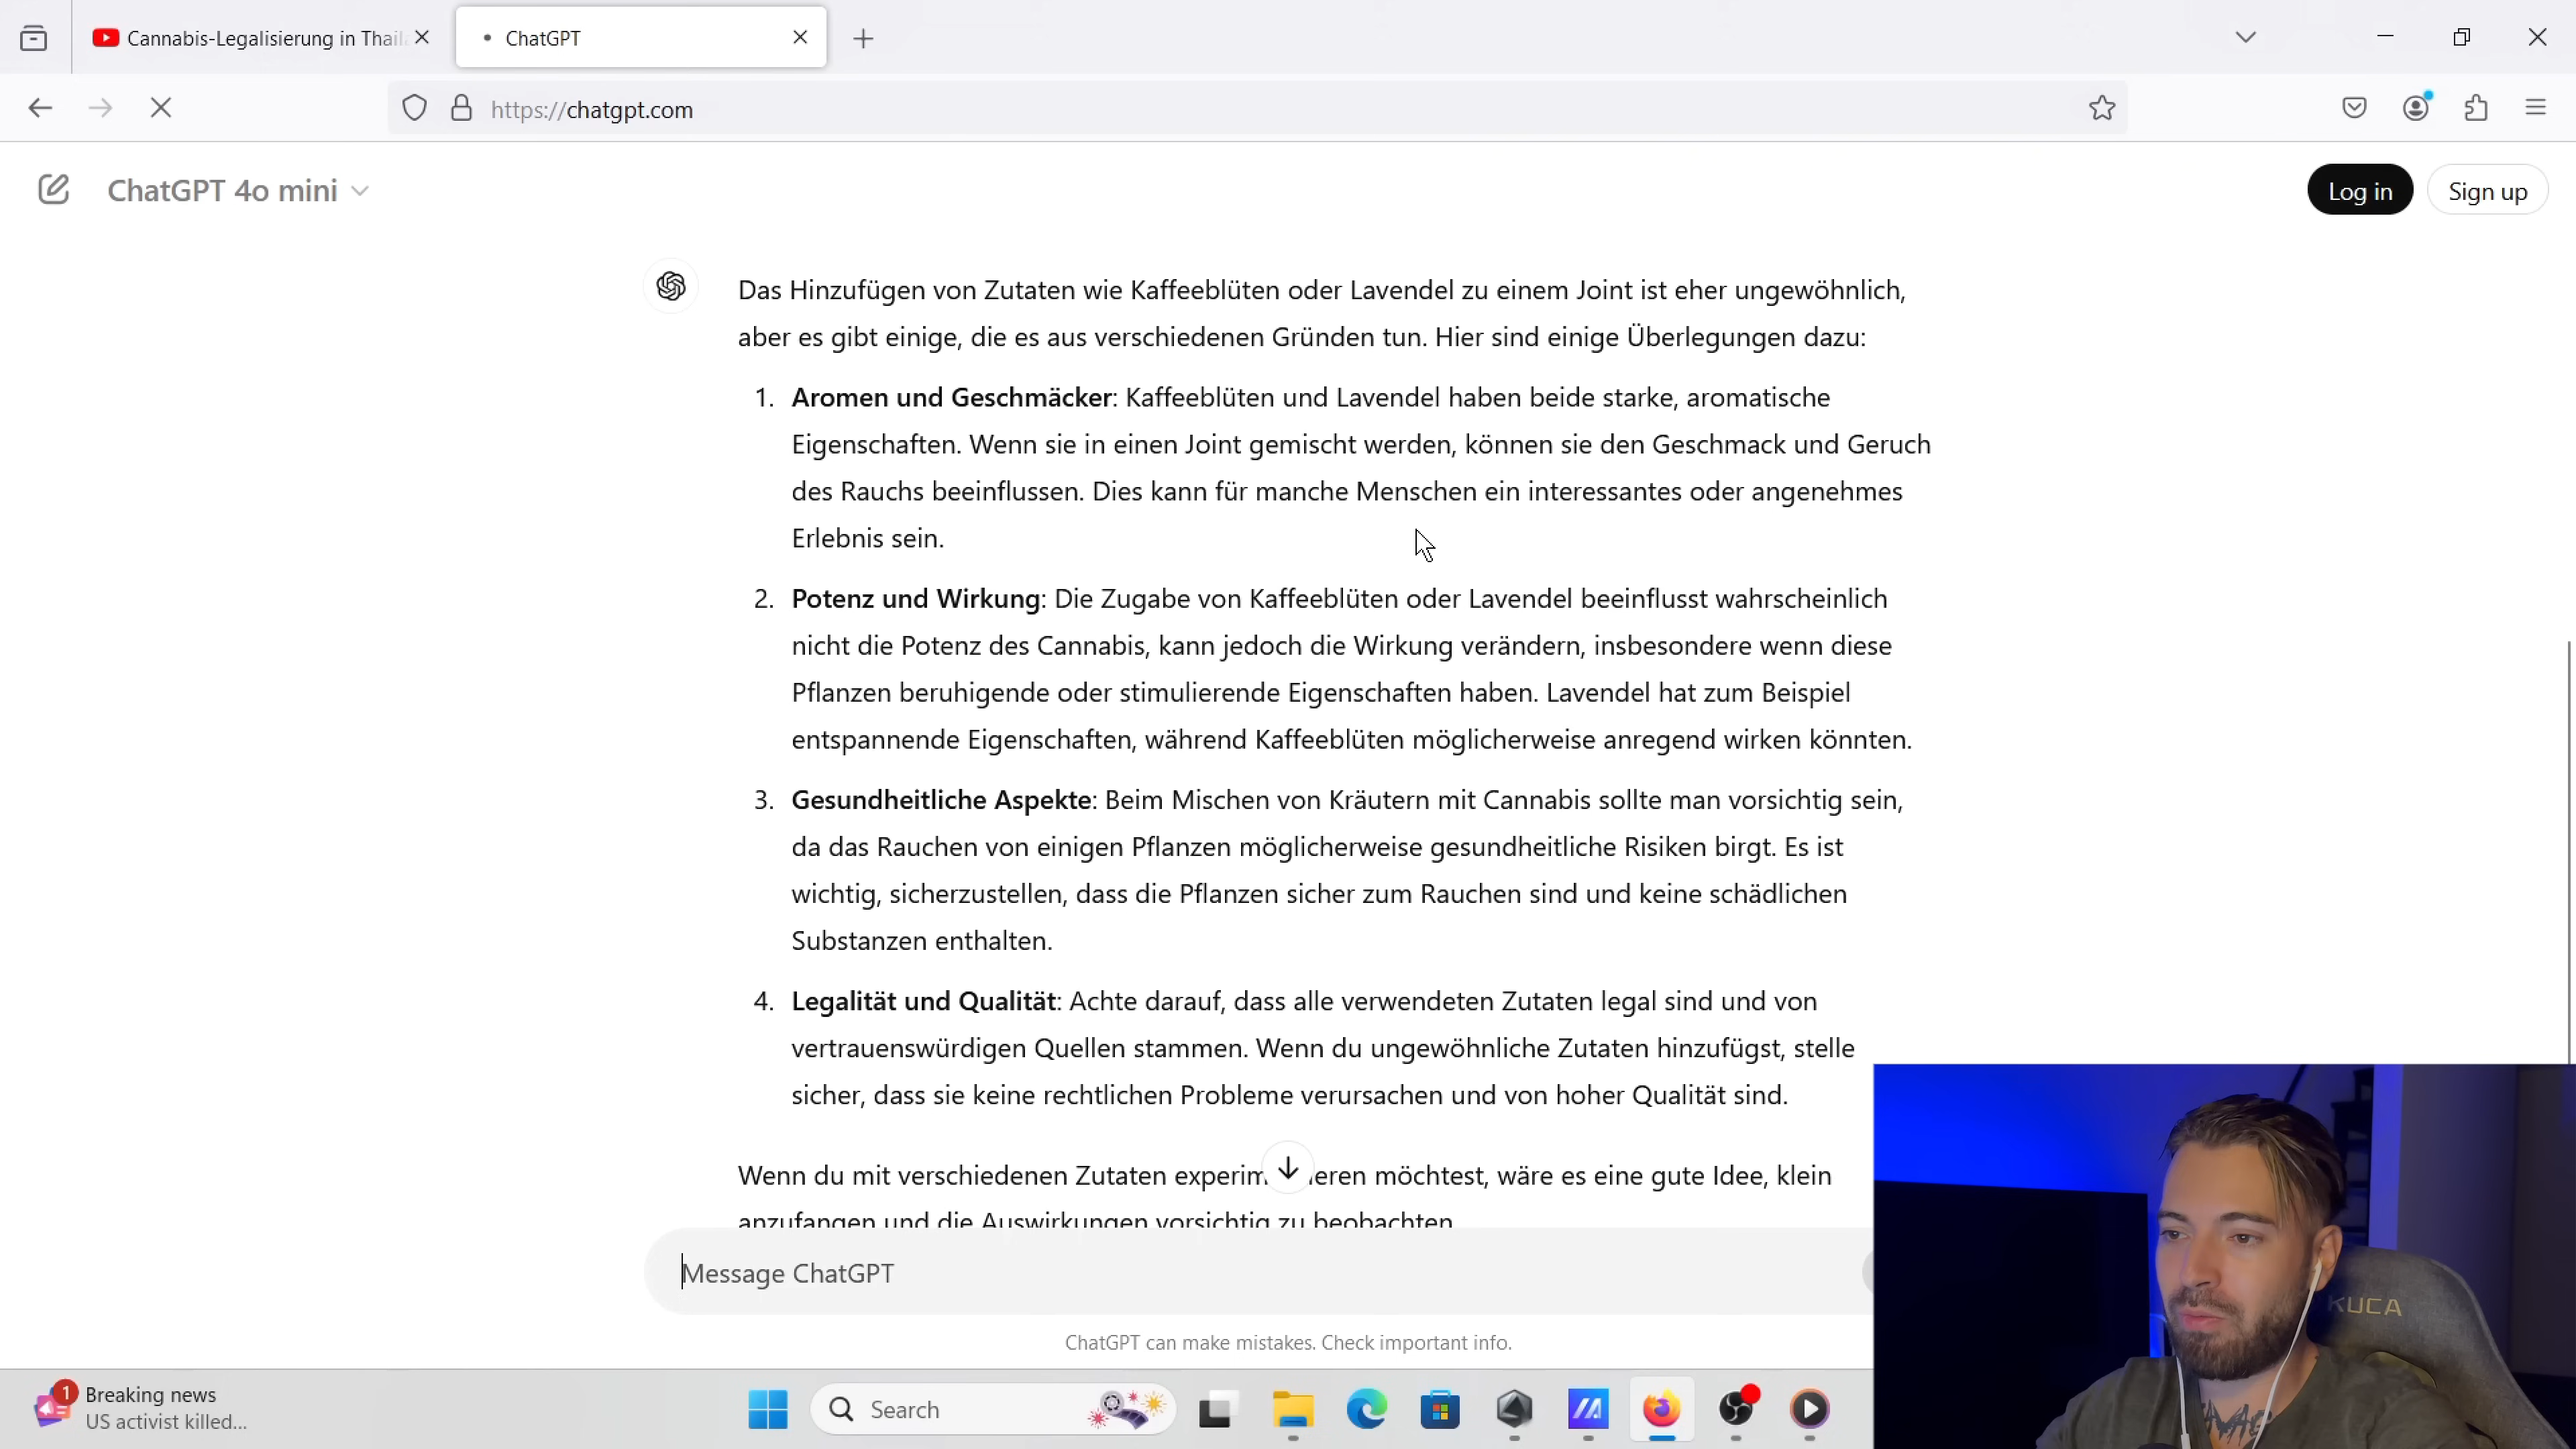 Cannabis-Legalisierung in Thail
ChatGPT
https://chatgpt.com
ChatGPT 4o mini
Log in
Sign up
Das Hinzufügen von Zutaten wie Kaffeeblüten oder Lavendel zu einem Joint ist eher ungewöhnlich,
aber es gibt einige, die es aus verschiedenen Gründen tun. Hier sind einige Überlegungen dazu:
1. Aromen und Geschmäcker: Kaffeeblüten und Lavendel haben beide starke, aromatische
Eigenschaften. Wenn sie in einen Joint gemischt werden, können sie den Geschmack und Geruch
des Rauchs beeinflussen. Dies kann für manche Menschen ein interessantes oder angenehmes
Erlebnis sein.
2. Potenz und Wirkung: Die Zugabe von Kaffeeblüten oder Lavendel beeinflusst wahrscheinlich
nicht die Potenz des Cannabis, kann jedoch die Wirkung verändern, insbesondere wenn diese
Pflanzen beruhigende oder stimulierende Eigenschaften haben. Lavendel hat zum Beispiel
entspannende Eigenschaften, während Kaffeeblüten möglicherweise anregend wirken könnten.
3. Gesundheitliche Aspekte: Beim Mischen von Kräutern mit Cannabis sollte man vorsichtig sein,
da das Rauchen von einigen Pflanzen möglicherweise gesundheitliche Risiken birgt. Es ist
wichtig, sicherzustellen, dass die Pflanzen sicher zum Rauchen sind und keine schädlichen
Substanzen enthalten.
4. Legalität und Qualität: Achte darauf, dass alle verwendeten Zutaten legal sind und von
vertrauenswürdigen Quellen stammen. Wenn du ungewöhnliche Zutaten hinzufügst, stelle
sicher, dass sie keine rechtlichen Probleme verursachen und von hoher Qualität sind.
Wenn du mit verschiedenen Zutaten experim ieren möchtest, wäre es eine gute Idee, klein
anzufangen und die Auswirkungen vorsichtig zu beobachten
Message ChatGPT
ChatGPT can make mistakes. Check important info.
KUCA
1
Breaking news
US activist killed...
Search